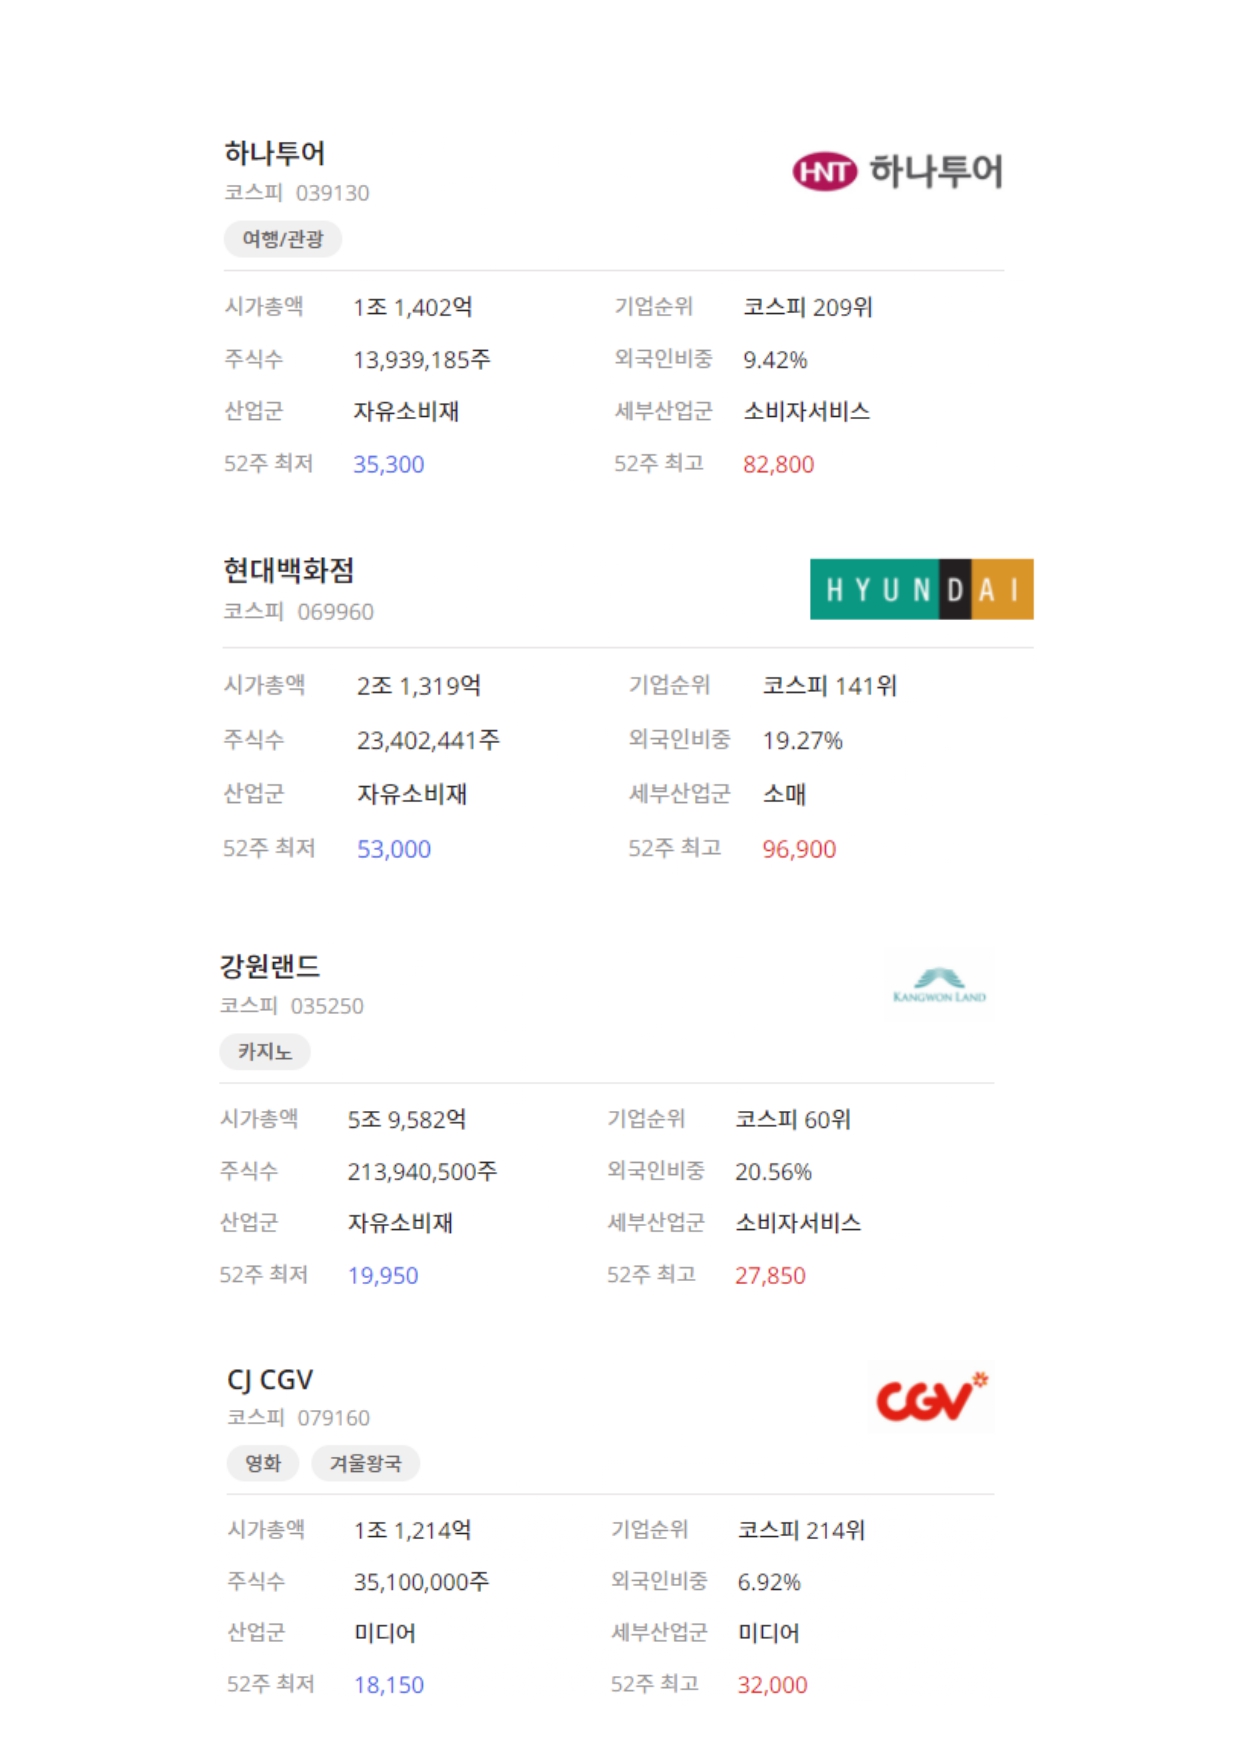 하나투어
HNT 하나투어
코스피 039130
여행/관광
시가총액 1조 1,402억 기업순위 코스피 209위
주식수 13,939,185주 외국인비중 9.42%
산업군 자유소비재 세부산업군 소비자서비스
52주 최저 35,300 52주 최고 82,800
현대백화점
HYUNDAI
코스피 069960
시가총액 2조 1,319억 기업순위 코스피 141위
주식수 23,402,441주 외국인비중 19.27%
산업군 자유소비재 세부산업군 소매
52주 최저 53,000 52주 최고 96,900
강원랜드
KANGWON LAND
코스피 035250
카지노
시가총액 5조 9,582억 기업순위 코스피 60위
주식수 213,940,500주 외국인비중 20.56%
산업군 자유소비재 세부산업군 소비자서비스
52주 최저 19,950 52주 최고 27,850
CJ CGV
CGV
코스피 079160
영화 겨울왕국
시가총액 1조 1,214억 기업순위 코스피 214위
주식수 35,100,000주 외국인비중 6.92%
산업군 미디어 세부산업군 미디어
52주 최저 18,150 52주 최고 32,000